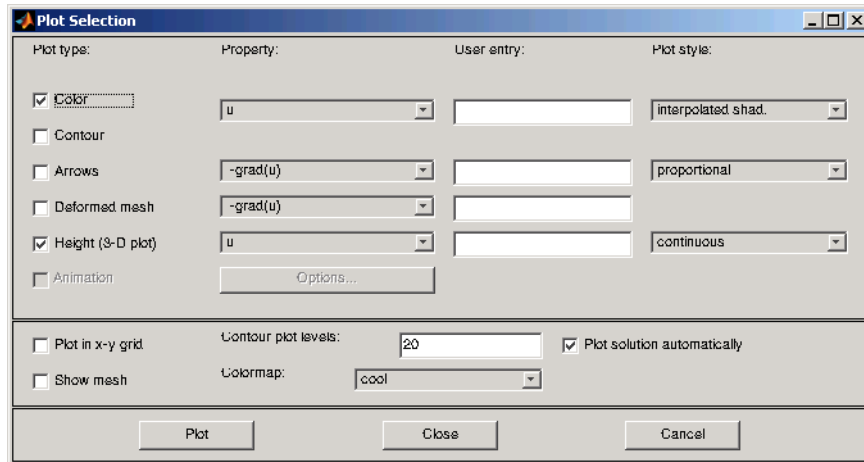 Plot Selection
Plot type: Property: User entry: Plot style:
Color u interpolated shad.
Contour
Arrows -grad(u) proportional
Deformed mesh -grad(u)
Height (3-D plot) u continuous
Animation Options...
Plot in x-y grid Contour plot levels: 20 Plot solution automatically
Show mesh Colormap: cool
Plot Close Cancel